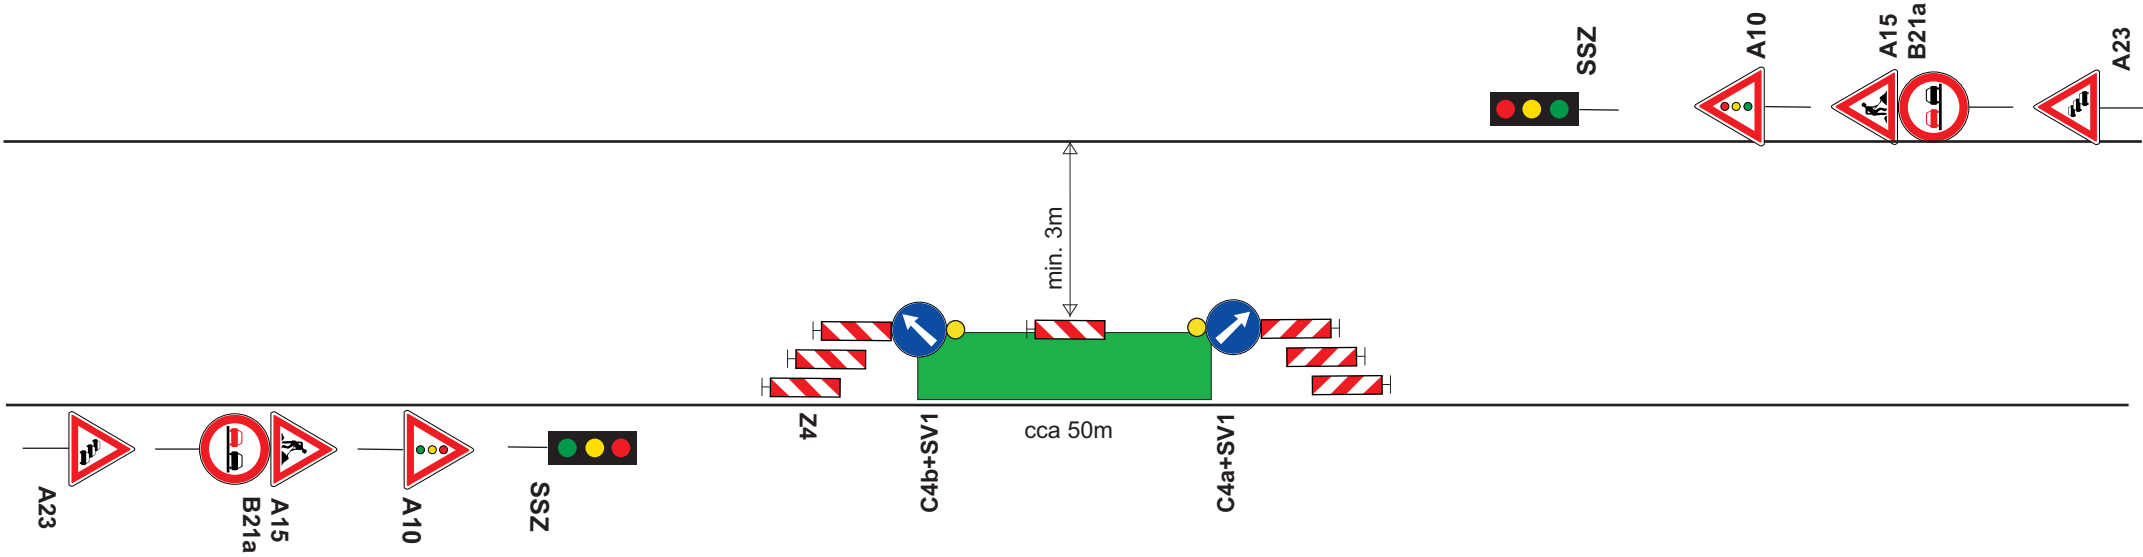 SSZ
A10
A15
B21a
A23
min. 3m
Z4
C4b+SV1
cca 50m
C4a+SV1
A23
B21a
A15
A10
SSZ